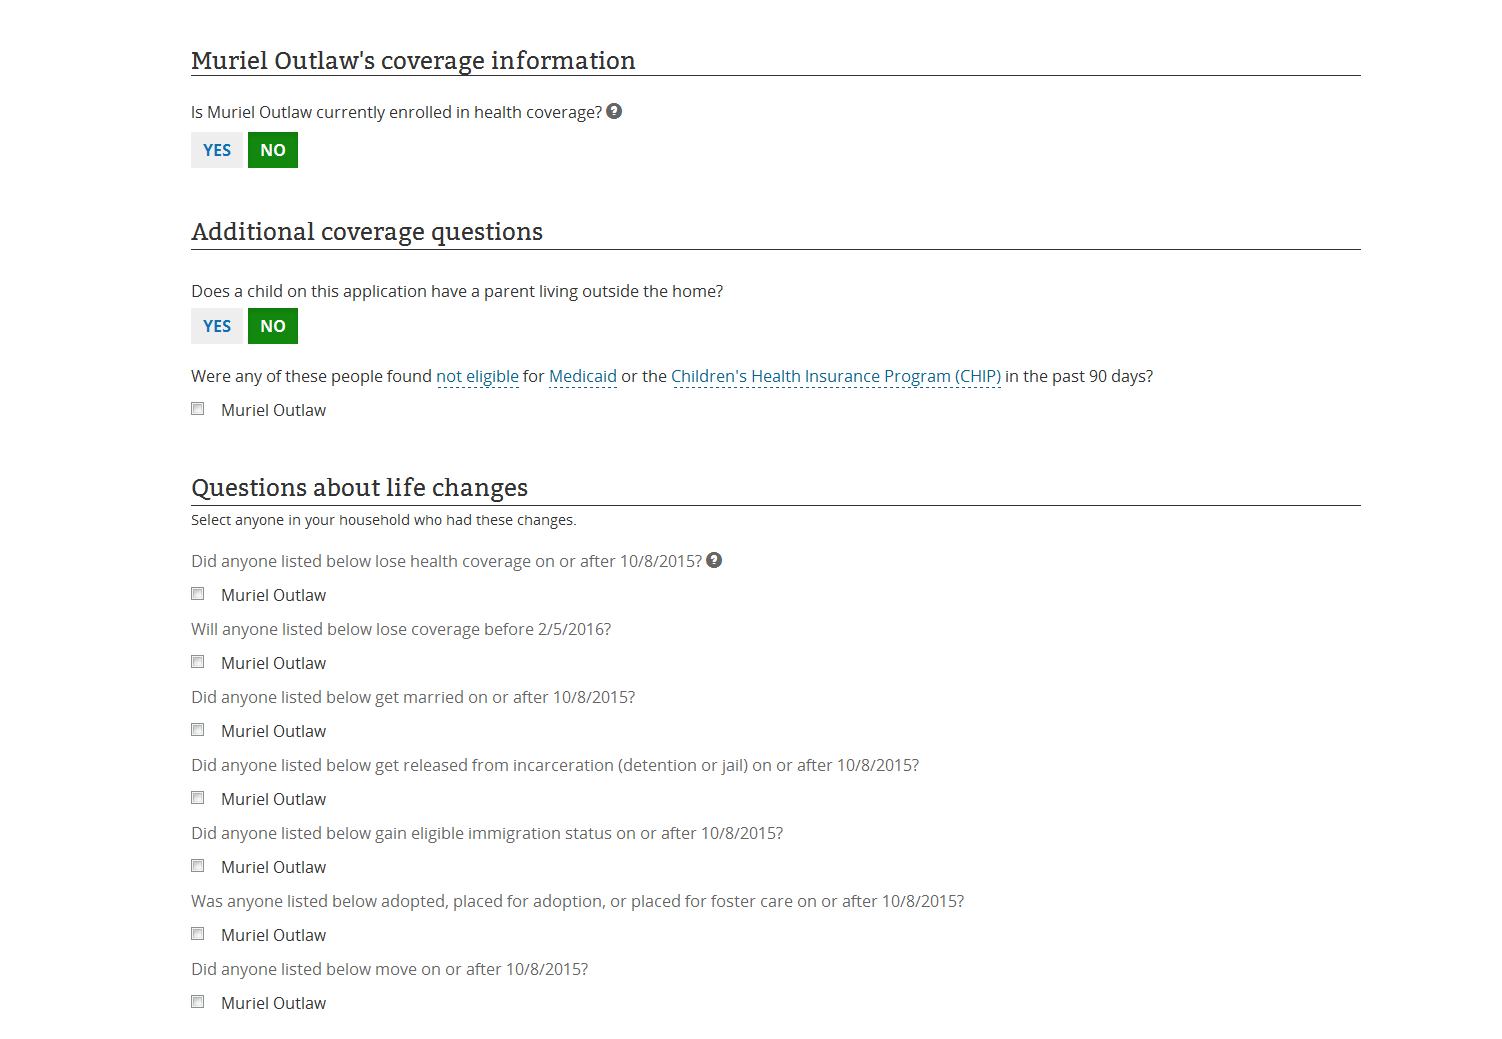 Muriel Outlaw's coverage information
Is Muriel Outlaw currently enrolled in health coverage? ?
YES NO
Additional coverage questions
Does a child on this application have a parent living outside the home?
YES NO
Were any of these people found not eligible for Medicaid or the Children's Health Insurance Program (CHIP) in the past 90 days?
Muriel Outlaw
Questions about life changes
Select anyone in your household who had these changes.
Did anyone listed below lose health coverage on or after 10/8/2015? ?
Muriel Outlaw
Will anyone listed below lose coverage before 2/5/2016?
Muriel Outlaw
Did anyone listed below get married on or after 10/8/2015?
Muriel Outlaw
Did anyone listed below get released from incarceration (detention or jail) on or after 10/8/2015?
Muriel Outlaw
Did anyone listed below gain eligible immigration status on or after 10/8/2015?
Muriel Outlaw
Was anyone listed below adopted, placed for adoption, or placed for foster care on or after 10/8/2015?
Muriel Outlaw
Did anyone listed below move on or after 10/8/2015?
Muriel Outlaw